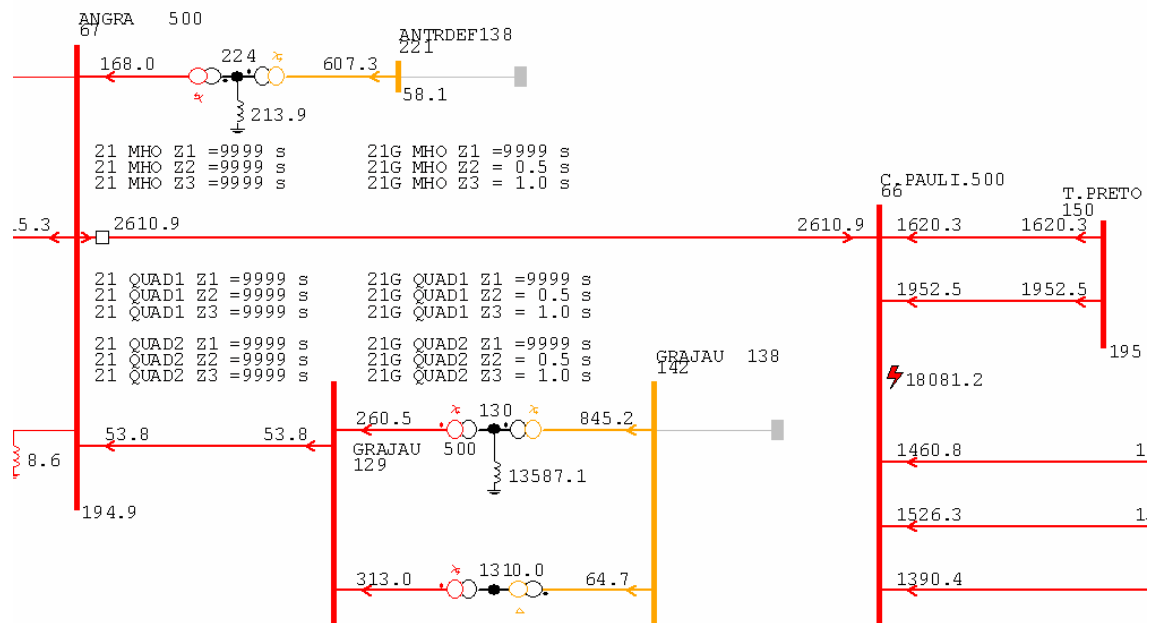 ANGRA 500
67
ANTRDEF138
221
168.0
224
607.3
58.1
213.9
21 MHO Z1 =9999 s
21 MHO Z2 =9999 s
21 MHO Z3 =9999 s
21G MHO Z1 =9999 s
21G MHO Z2 = 0.5 s
21G MHO Z3 = 1.0 s
C.PAULI.500
66
T.PRETO
150
5.3
2610.9
2610.9
1620.3
1620.3
21 QUAD1 Z1 =9999 s
21 QUAD1 Z2 =9999 s
21 QUAD1 Z3 =9999 s
21G QUAD1 Z1 =9999 s
21G QUAD1 Z2 = 0.5 s
21G QUAD1 Z3 = 1.0 s
1952.5
1952.5
21 QUAD2 Z1 =9999 s
21 QUAD2 Z2 =9999 s
21 QUAD2 Z3 =9999 s
21G QUAD2 Z1 =9999 s
21G QUAD2 Z2 = 0.5 s
21G QUAD2 Z3 = 1.0 s
GRAJAU 138
142
195
18081.2
260.5
130
845.2
53.8
53.8
GRAJAU 500
129
8.6
13587.1
1460.8
194.9
1526.3
313.0
1310.0
64.7
1390.4